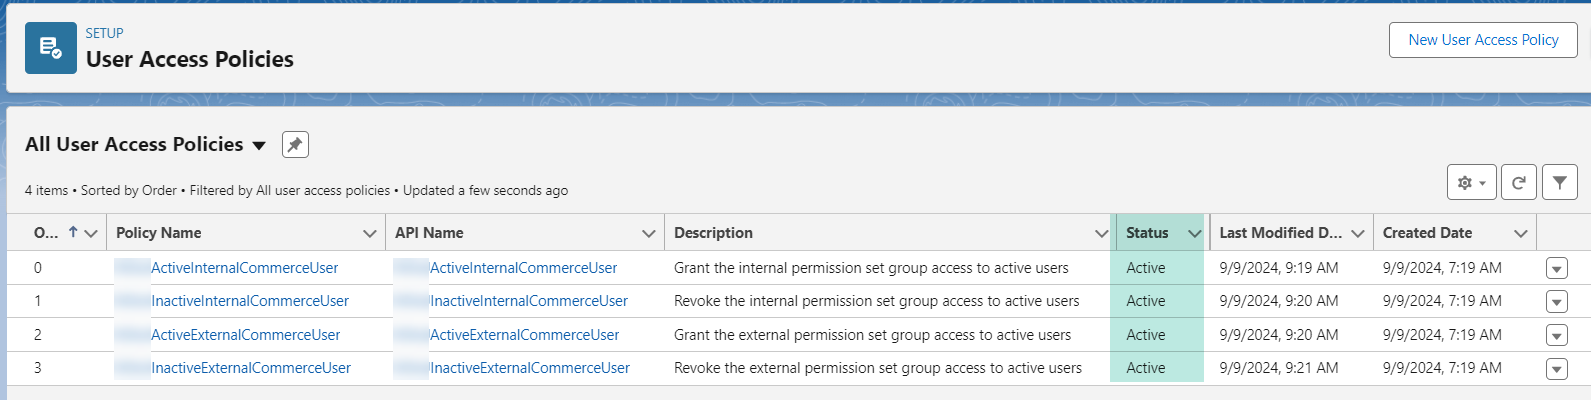 SETUP
User Access Policies
New User Access Policy
All User Access Policies
4 items • Sorted by Order • Filtered by All user access policies • Updated a few seconds ago
O... Policy Name API Name Description Status Last Modified D... Created Date
0 ActiveInternalCommerceUser ActiveInternalCommerceUser Grant the internal permission set group access to active users Active 9/9/2024, 9:19 AM 9/9/2024, 7:19 AM
1 InactiveInternalCommerceUser InactiveInternalCommerceUser Revoke the internal permission set group access to active users Active 9/9/2024, 9:20 AM 9/9/2024, 7:19 AM
2 ActiveExternalCommerceUser ActiveExternalCommerceUser Grant the external permission set group access to active users Active 9/9/2024, 9:20 AM 9/9/2024, 7:19 AM
3 InactiveExternalCommerceUser InactiveExternalCommerceUser Revoke the external permission set group access to active users Active 9/9/2024, 9:21 AM 9/9/2024, 7:19 AM